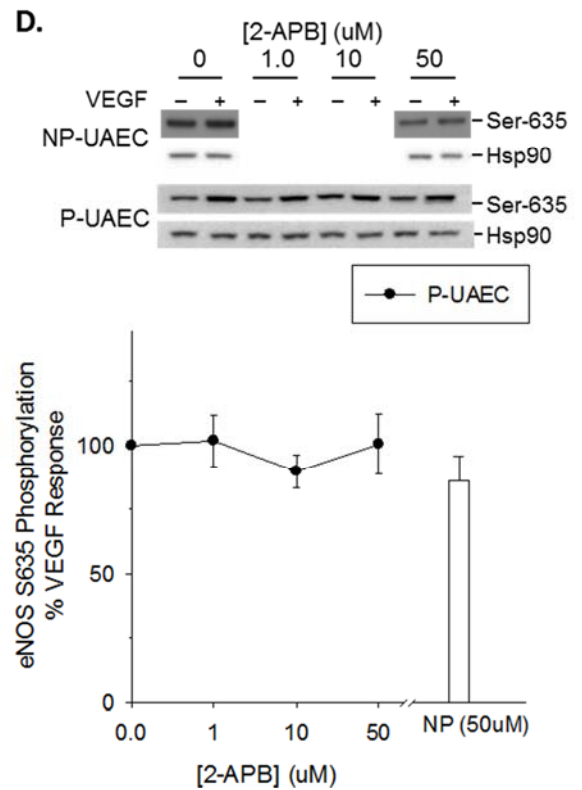 D.
[2-APB] (uM)
0 1.0 10 50
VEGF − + − + − + − +
NP-UAEC
Ser-635
Hsp90
P-UAEC
Ser-635
Hsp90
P-UAEC
eNOS S635 Phosphorylation
% VEGF Response
100
50
0
0.0 1 10 50 NP (50uM)
[2-APB] (uM)